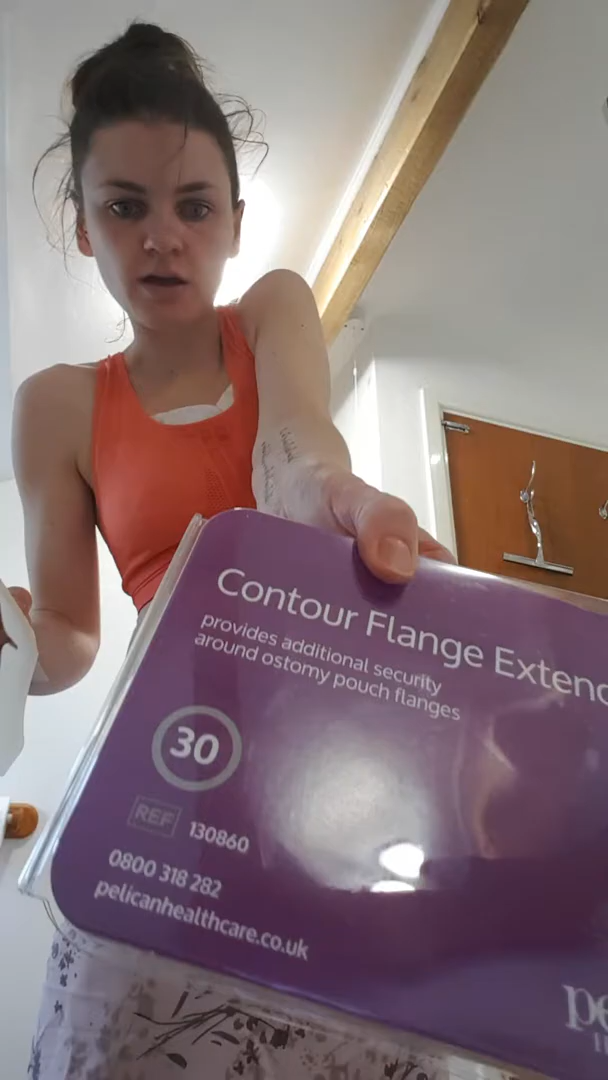 Contour Flange Extend
provides additional security
around ostomy pouch flanges
30
REF 130860
0800 318 282
pelicanhealthcare.co.uk
pe